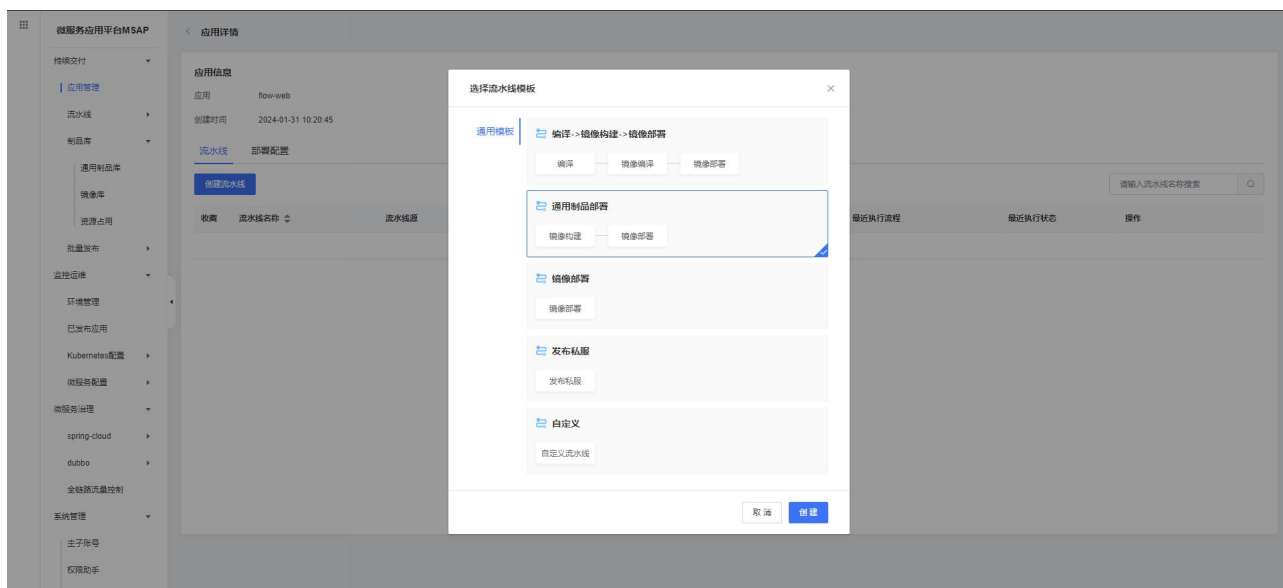 微服务应用平台MSAP
应用详情
持续交付
应用管理
流水线
制品库
通用制品库
镜像库
资源占用
批量发布
监控运维
环境管理
已发布应用
Kubernetes配置
微服务配置
微服务治理
spring-cloud
dubbo
全链路流量控制
系统管理
主子账号
权限助手
应用信息
应用 flow-web
创建时间 2024-01-31 10:20:45
流水线 部署配置
创建流水线
请输入流水线名称搜索
收藏 流水线名称 流水线源 最近执行流程 最近执行状态 操作
选择流水线模板
通用模板
编译->镜像构建->镜像部署
编译 镜像编译 镜像部署
通用制品部署
镜像构建 镜像部署
镜像部署
镜像部署
发布私服
发布私服
自定义
自定义流水线
取消 创建